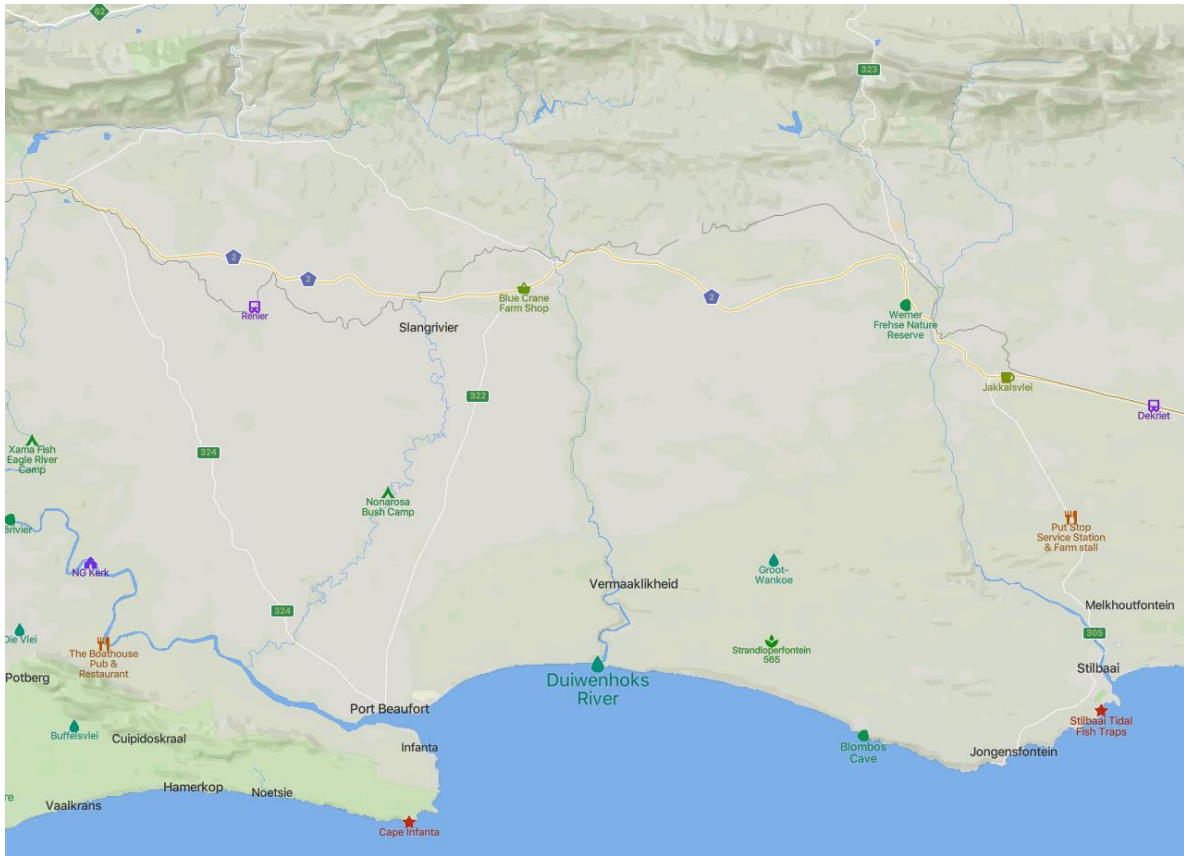 62
323
2
2
2
Renier
Blue Crane
Farm Shop
Slangrivier
Werner
Frehse Nature
Reserve
Jakkalsvlei
322
Dekriet
Xama Fish
Eagle River
Camp
324
Nonarosa
Bush Camp
Put Stop
Service Station
& Farm stall
NG Kerk
Groot-
Wankoe
Vermaaklikheid
Melkhoutfontein
324
305
Die Vlei
The Boathouse
Pub &
Restaurant
Strandloperfontein
565
Stilbaai
Potberg
Duiwenhoks
River
Port Beaufort
Stilbaai Tidal
Fish Traps
Buffelsvlei
Cupidoskraal
Infanta
Blombos
Cave
Jongensfontein
Hamerkop
Noetsie
Vaalkrans
Cape Infanta